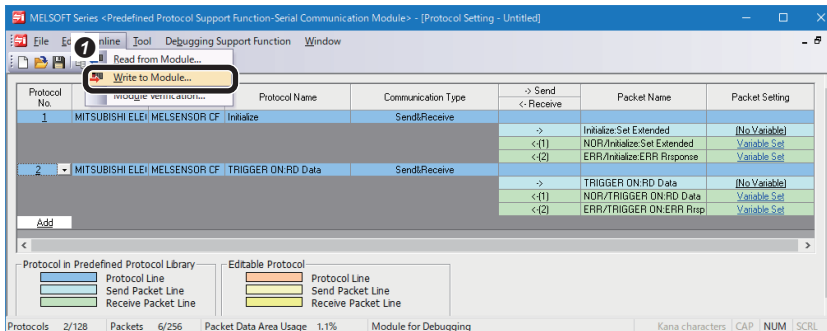 MELSOFT Series <Predefined Protocol Support Function-Serial Communication Module> - [Protocol Setting - Untitled]
File Ed nline Tool Debugging Support Function Window
1
Read from Module...
Write to Module...
Module Verification...
Protocol No. Protocol Name Communication Type -> Send <- Receive Packet Name Packet Setting
1 MITSUBISHI ELE( MELSENSOR CF Initialize Send&Receive
-> Initialize:Set Extended (No Variable)
<-(1) NOR/Initialize:Set Extended Variable Set
<-(2) ERR/Initialize:ERR Rrsponse Variable Set
2 MITSUBISHI ELE( MELSENSOR CF TRIGGER ON:RD Data Send&Receive
-> TRIGGER ON:RD Data (No Variable)
<-(1) NOR/TRIGGER ON:RD Data Variable Set
<-(2) ERR/TRIGGER ON:ERR Rrsp Variable Set
Add
Protocol in Predefined Protocol Library Editable Protocol
Protocol Line Protocol Line
Send Packet Line Send Packet Line
Receive Packet Line Receive Packet Line
Protocols 2/128 Packets 6/256 Packet Data Area Usage 1.1% Module for Debugging Kana characters CAP NUM SCRL